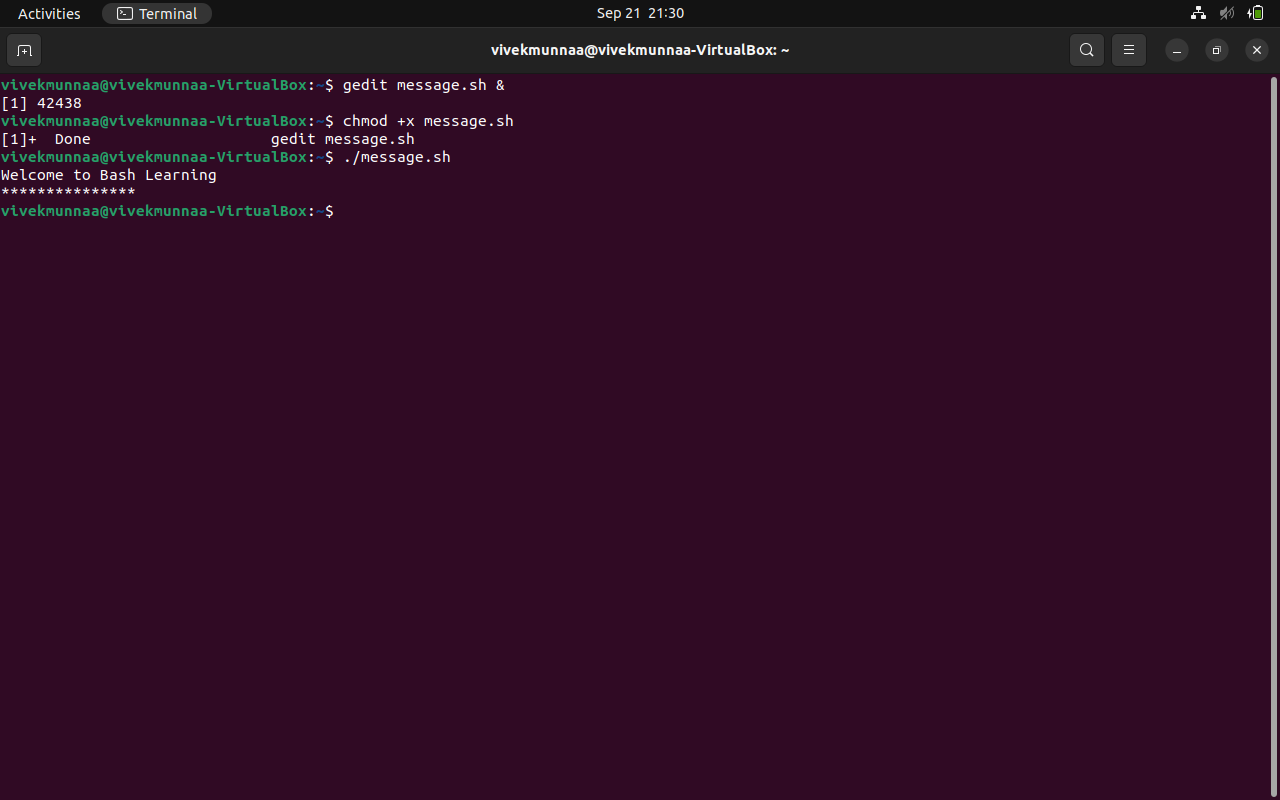 Activities Terminal Sep 21 21:30
vivekmunnaa@vivekmunnaa-VirtualBox: ~
vivekmunnaa@vivekmunnaa-VirtualBox:~$ gedit message.sh &
[1] 42438
vivekmunnaa@vivekmunnaa-VirtualBox:~$ chmod +x message.sh
[1]+  Done                    gedit message.sh
vivekmunnaa@vivekmunnaa-VirtualBox:~$ ./message.sh
Welcome to Bash Learning
***************
vivekmunnaa@vivekmunnaa-VirtualBox:~$